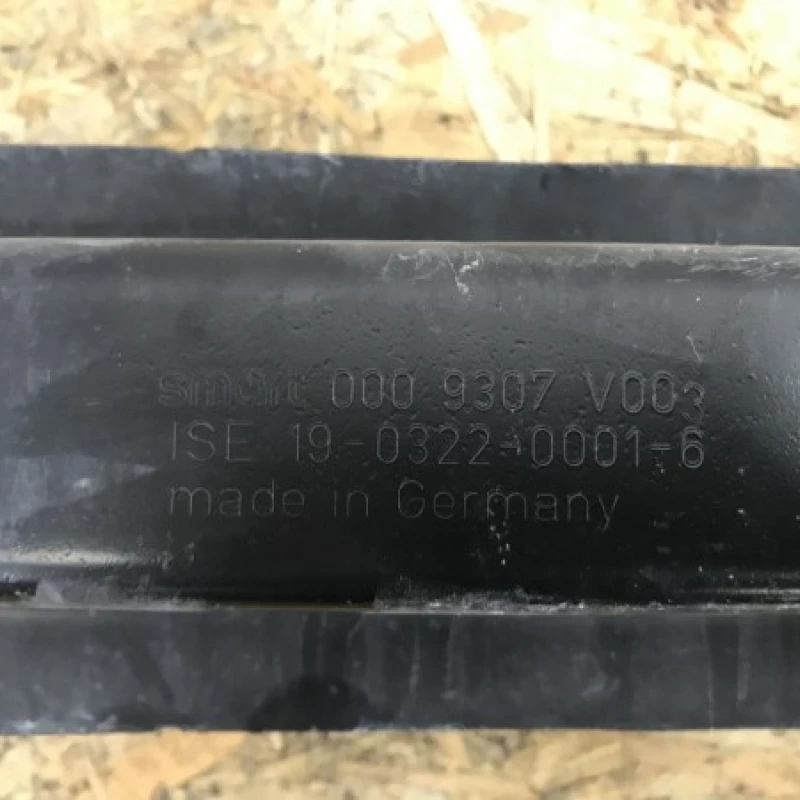 smart 000 9307 V003
ISE 19-0322-0001-6
made in Germany